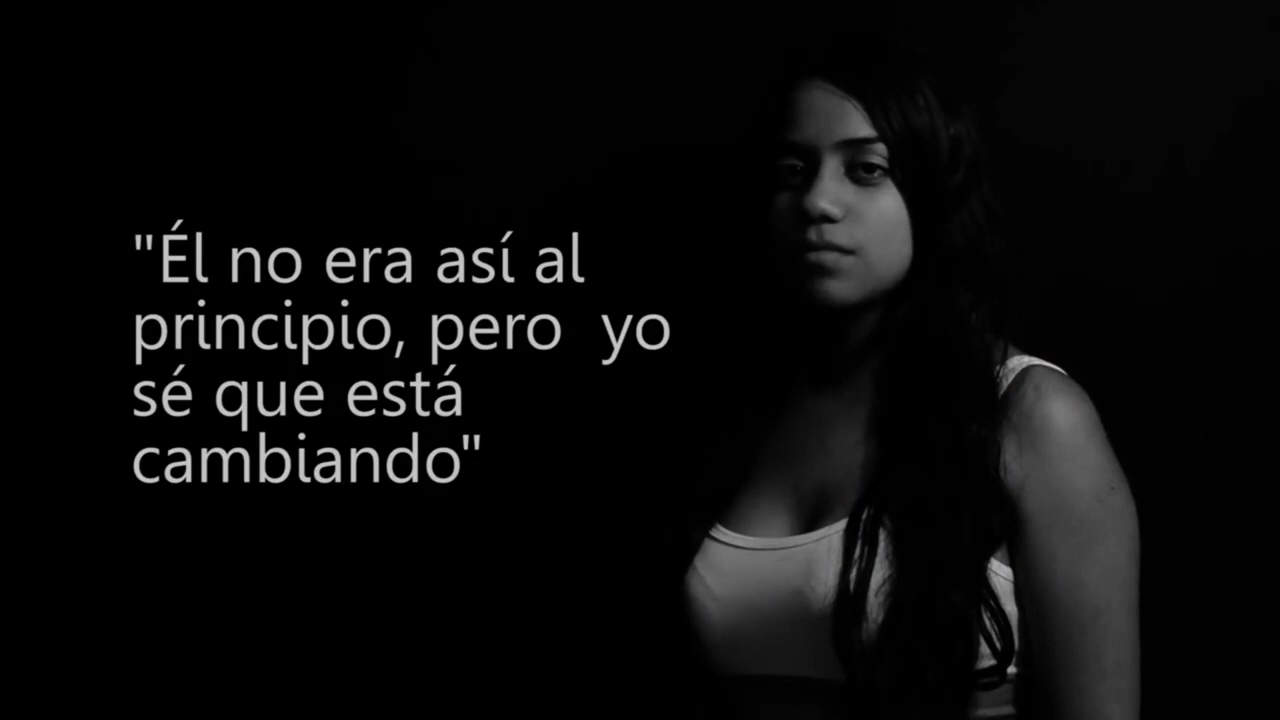 "Él no era así al
principio, pero  yo
sé que está
cambiando"